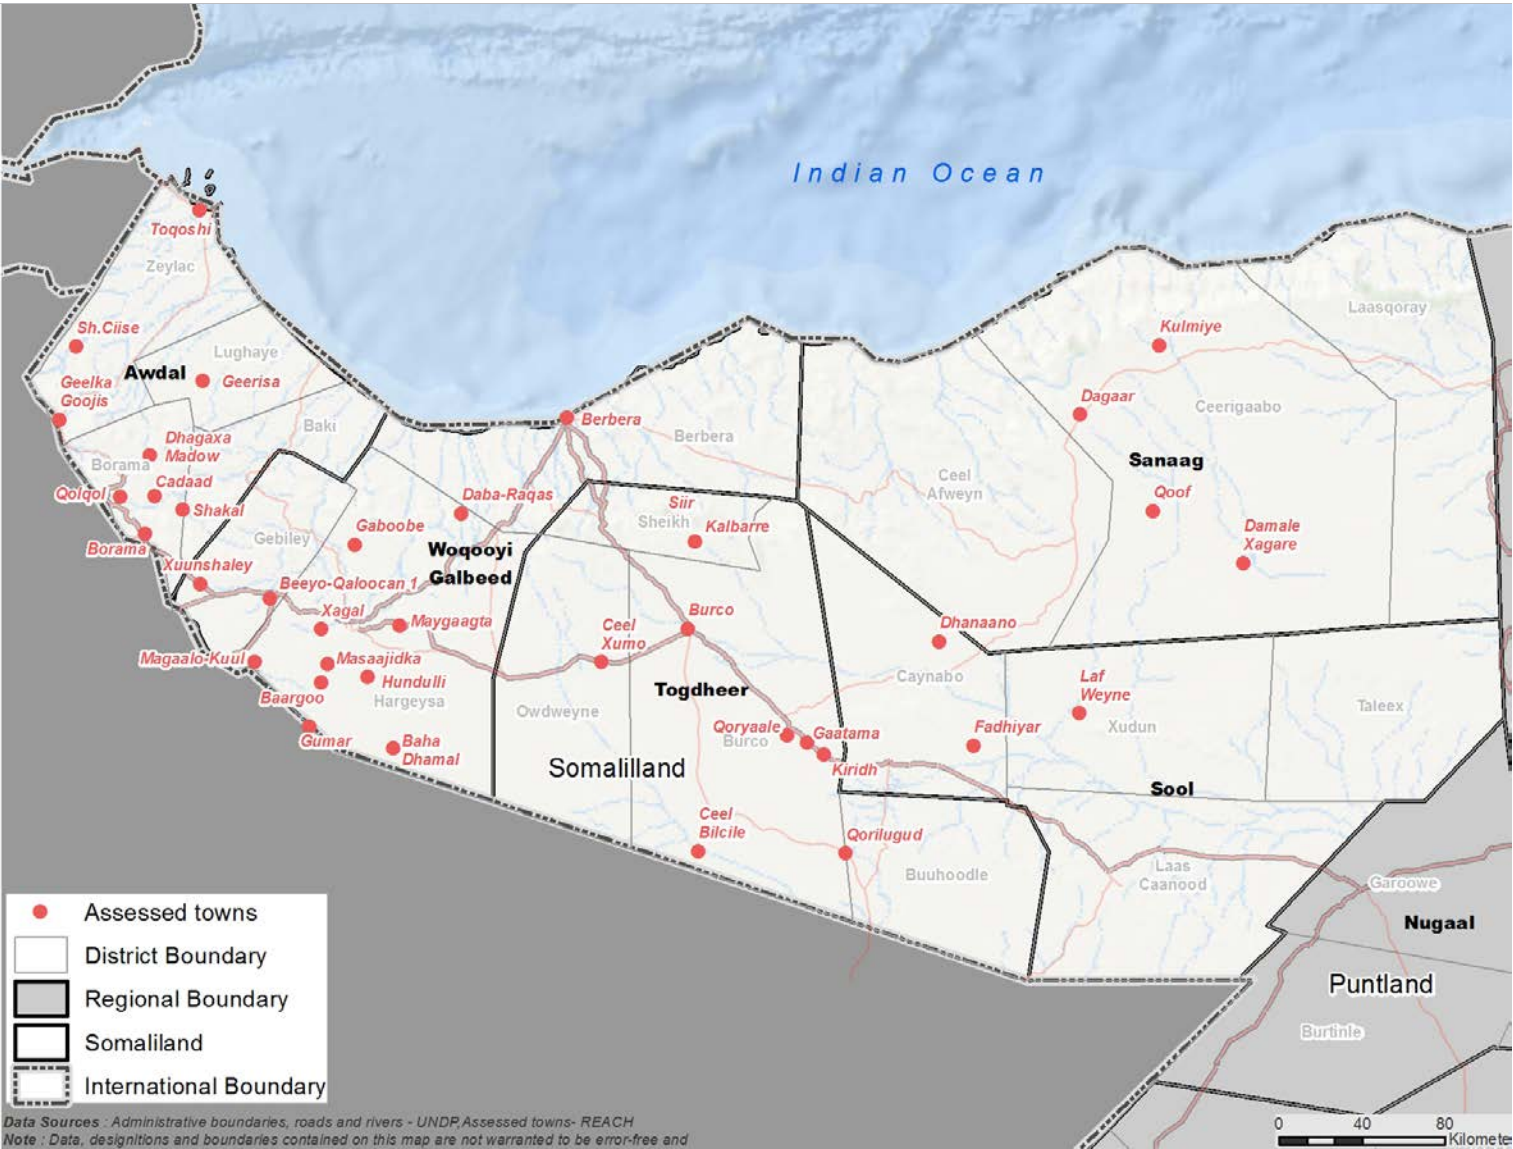 Indian Ocean
Toqoshi
Zeylac
Laasqoray
Sh.Ciise
Kulmiye
Lughaye
Awdal
Geerisa
Geelka
Goojis
Dagaar
Ceerigaabo
Berbera
Baki
Berbera
Dhagaxa
Madow
Borama
Sanaag
Ceel
Afweyn
Cadaad
Qolqol
Daba-Raqas
Siir
Qoof
Shakal
Sheikh
Kalbarre
Gaboobe
Gebiley
Damale
Xagare
Borama
Woqooyi
Galbeed
Xuunshaley
Beeyo-Qaloocan 1
Xagal
Maygaagta
Burco
Ceel
Xumo
Dhanaano
Magaalo-Kuul
Masaajidka
Hundulli
Baargoo
Hargeysa
Togdheer
Caynabo
Laf
Weyne
Owdweyne
Taleex
Qoryaale
Burco
Gaatama
Fadhiyar
Xudun
Gumar
Baha
Dhamal
Kiridh
Somalilland
Sool
Ceel
Bilcile
Qorilugud
Buuhoodle
Laas
Caanood
Garoowe
Nugaal
Puntland
Burtinle
Assessed towns
District Boundary
Regional Boundary
Somaliland
International Boundary
Data Sources : Administrative boundaries, roads and rivers - UNDP,Assessed towns- REACH
Note : Data, designitions and boundaries contained on this map are not warranted to be error-free and
0 40 80
Kilomete